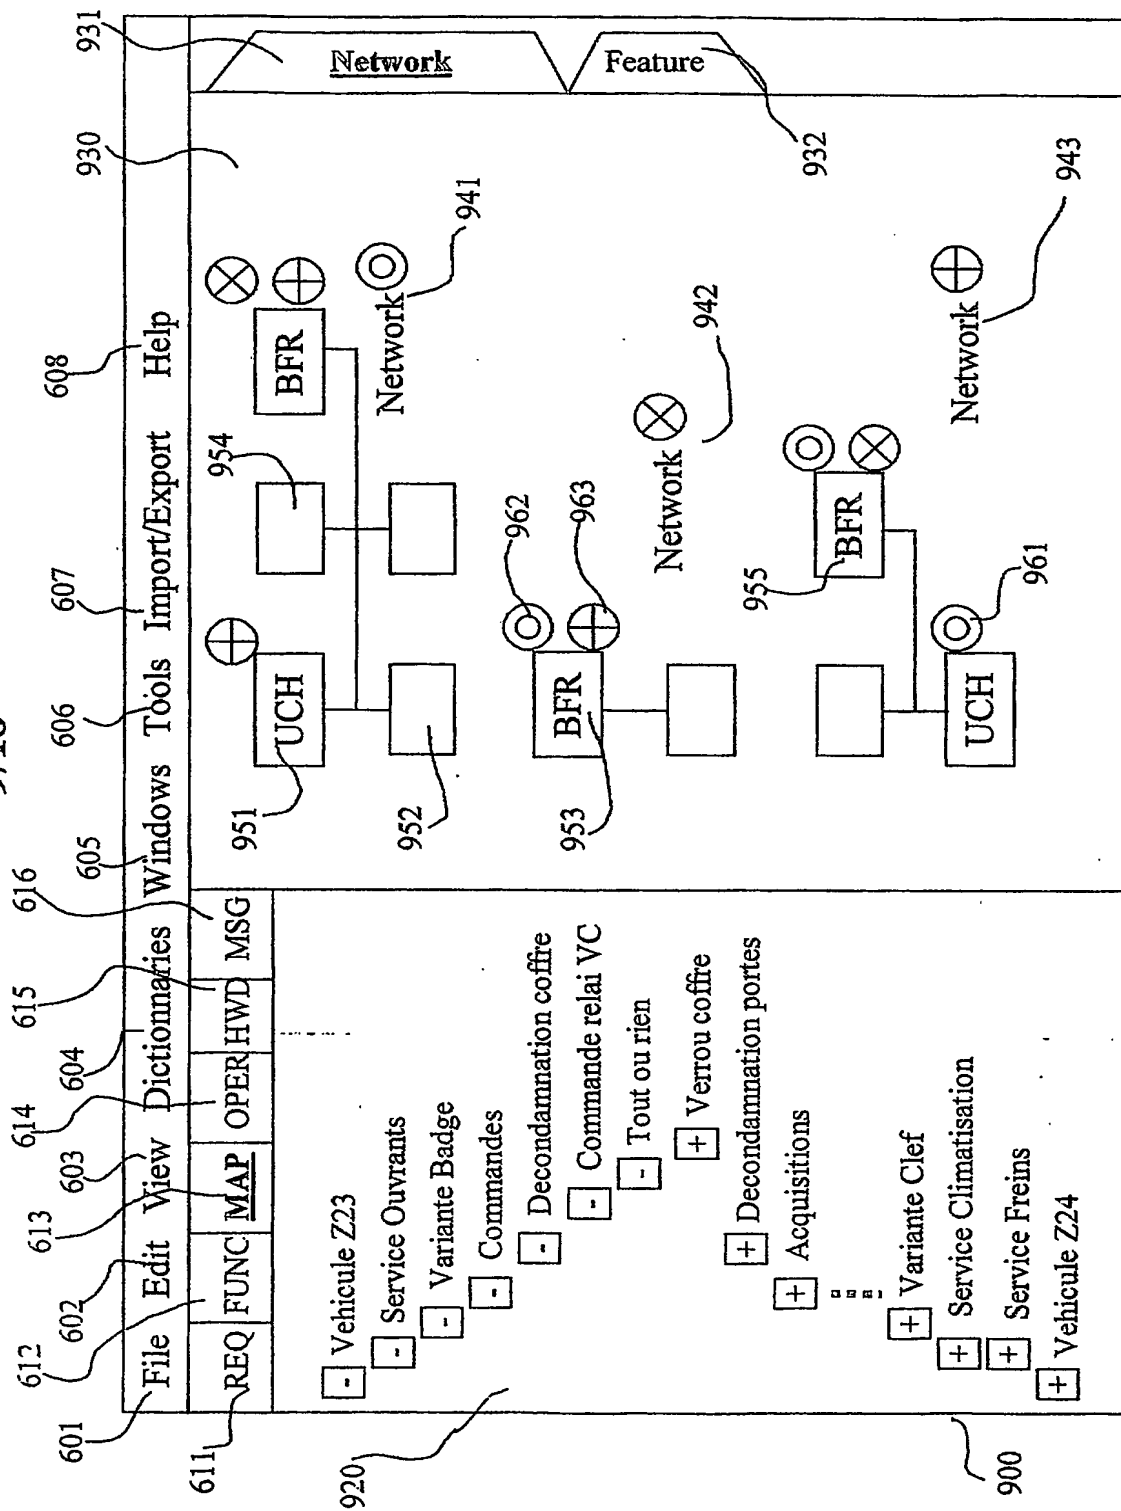 601 602 603 604 605 606 607 608
File Edit View Dictionnaries Windows Tools Import/Export Help
611 612 613 614 615 616
REQ FUNC MAP OPER HWD MSG
920
- Vehicule Z23
- Service Ouvrants
- Variante Badge
- Commandes
- Decondamnation coffre
- Commande relai VC
- Tout ou rien
+ Verrou coffre
+ Decondamnation portes
+ Acquisitions
+ Variante Clef
+ Service Climatisation
+ Service Freins
+ Vehicule Z24
900
930
931
Network
Feature
932
951
UCH
954
BFR
952
Network
941
953
BFR
962
963
Network
942
955
BFR
UCH
961
Network
943